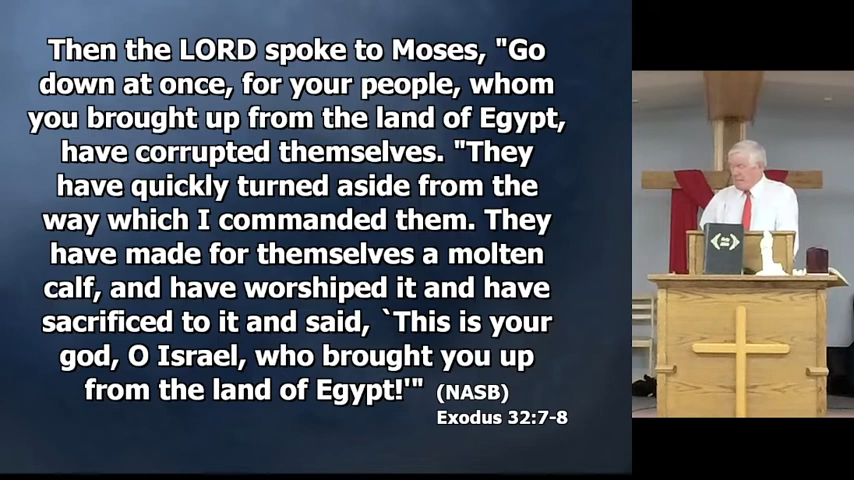 Then the LORD spoke to Moses, "Go
down at once, for your people, whom
you brought up from the land of Egypt,
have corrupted themselves. "They
have quickly turned aside from the
way which I commanded them. They
have made for themselves a molten
calf, and have worshiped it and have
sacrificed to it and said, `This is your
god, O Israel, who brought you up
from the land of Egypt!'" (NASB)
Exodus 32:7-8